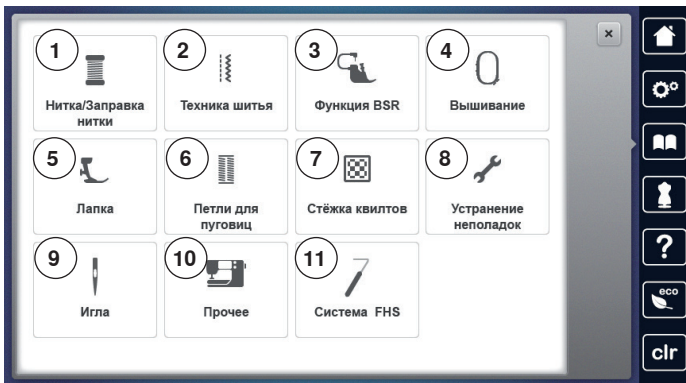 1
2
3
4
Нитка/Заправка
нитки
Техника шитья
Функция BSR
Вышивание
5
6
7
8
Лапка
Петли для
пуговиц
Стёжка квилтов
Устранение
неполадок
9
10
11
Игла
Прочее
Система FHS
×
?
eco
clr